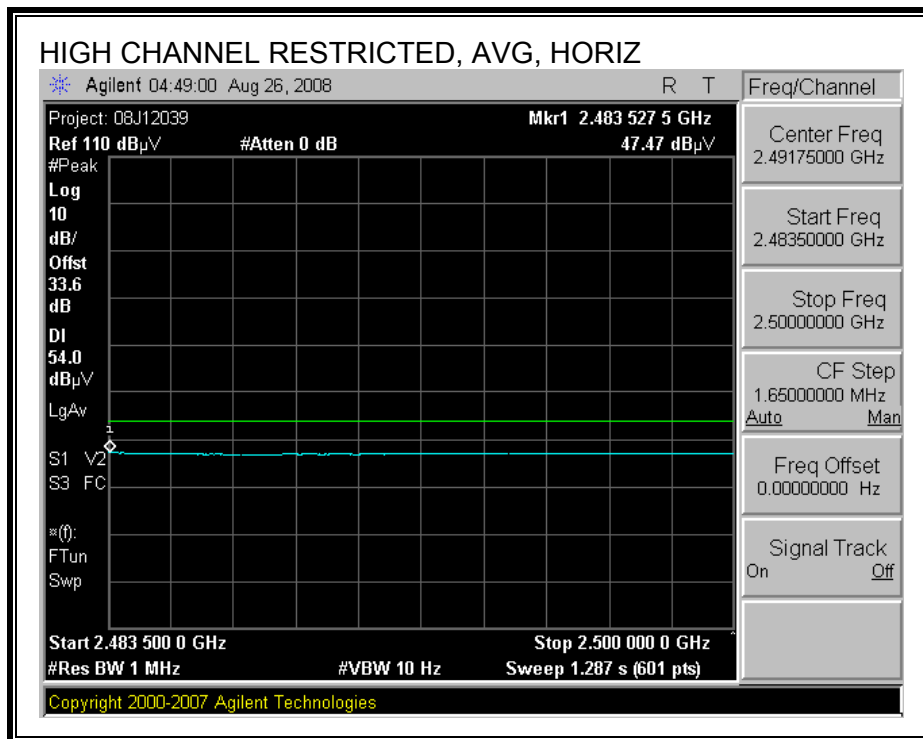 HIGH CHANNEL RESTRICTED, AVG, HORIZ
Agilent 04:49:00 Aug 26, 2008 R T
Freq/Channel
Project: 08J12039 Mkr1 2.483 527 5 GHz
Ref 110 dBµV #Atten 0 dB 47.47 dBµV
#Peak
Log
10
dB/
Offst
33.6
dB
DI
54.0
dBµV
LgAv
1
S1 V2
S3 FC
¤(f):
FTun
Swp
Start 2.483 500 0 GHz Stop 2.500 000 0 GHz ^
#Res BW 1 MHz #VBW 10 Hz Sweep 1.287 s (601 pts)
Center Freq
2.49175000 GHz
Start Freq
2.48350000 GHz
Stop Freq
2.50000000 GHz
CF Step
1.65000000 MHz
Auto Man
Freq Offset
0.00000000 Hz
Signal Track
On Off
Copyright 2000-2007 Agilent Technologies